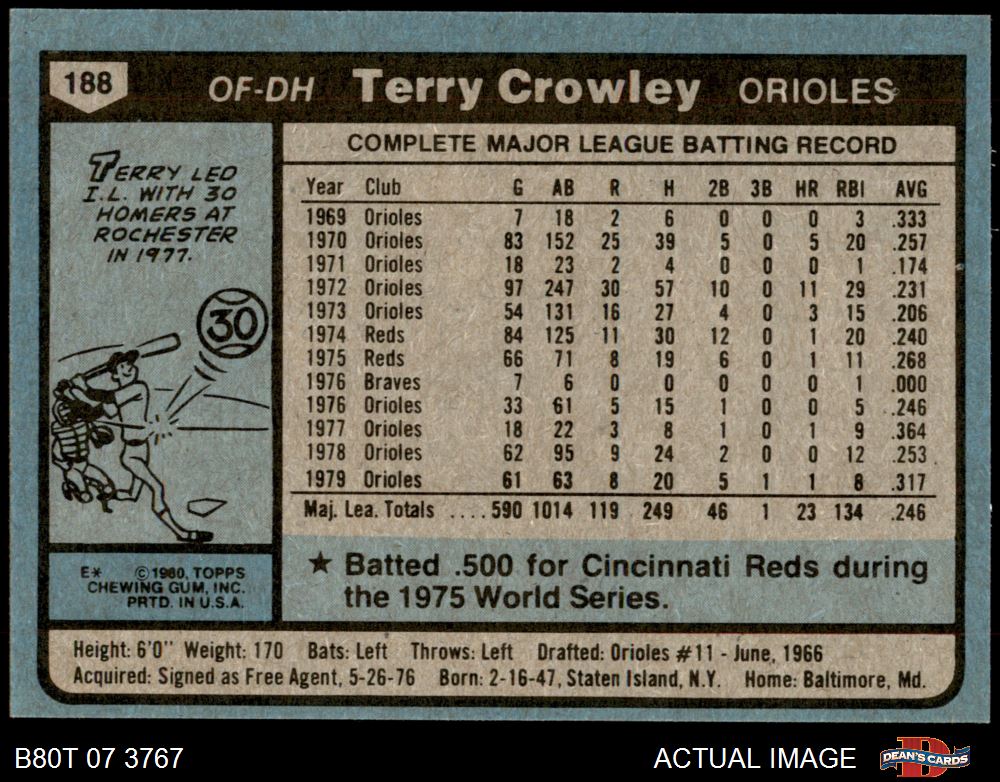 188 OF-DH Terry Crowley ORIOLES
TERRY LED
I.L. WITH 30
HOMERS AT
ROCHESTER
IN 1977.
30
COMPLETE MAJOR LEAGUE BATTING RECORD
Year Club G AB R H 2B 3B HR RBI AVG
1969 Orioles 7 18 2 6 0 0 0 3 .333
1970 Orioles 83 152 25 39 5 0 5 20 .257
1971 Orioles 18 23 2 4 0 0 0 1 .174
1972 Orioles 97 247 30 57 10 0 11 29 .231
1973 Orioles 54 131 16 27 4 0 3 15 .206
1974 Reds 84 125 11 30 12 0 1 20 .240
1975 Reds 66 71 8 19 6 0 1 11 .268
1976 Braves 7 6 0 0 0 0 0 1 .000
1976 Orioles 33 61 5 15 1 0 0 5 .246
1977 Orioles 18 22 3 8 1 0 1 9 .364
1978 Orioles 62 95 9 24 2 0 0 12 .253
1979 Orioles 61 63 8 20 5 1 1 8 .317
Maj. Lea. Totals .... 590 1014 119 249 46 1 23 134 .246
★ Batted .500 for Cincinnati Reds during
the 1975 World Series.
E* © 1980, TOPPS
CHEWING GUM, INC.
PRTD. IN U.S.A.
Height: 6'0" Weight: 170 Bats: Left Throws: Left Drafted: Orioles #11 - June, 1966
Acquired: Signed as Free Agent, 5-26-76 Born: 2-16-47, Staten Island, N.Y. Home: Baltimore, Md.
B80T 07 3767 ACTUAL IMAGE DEAN'S CARDS